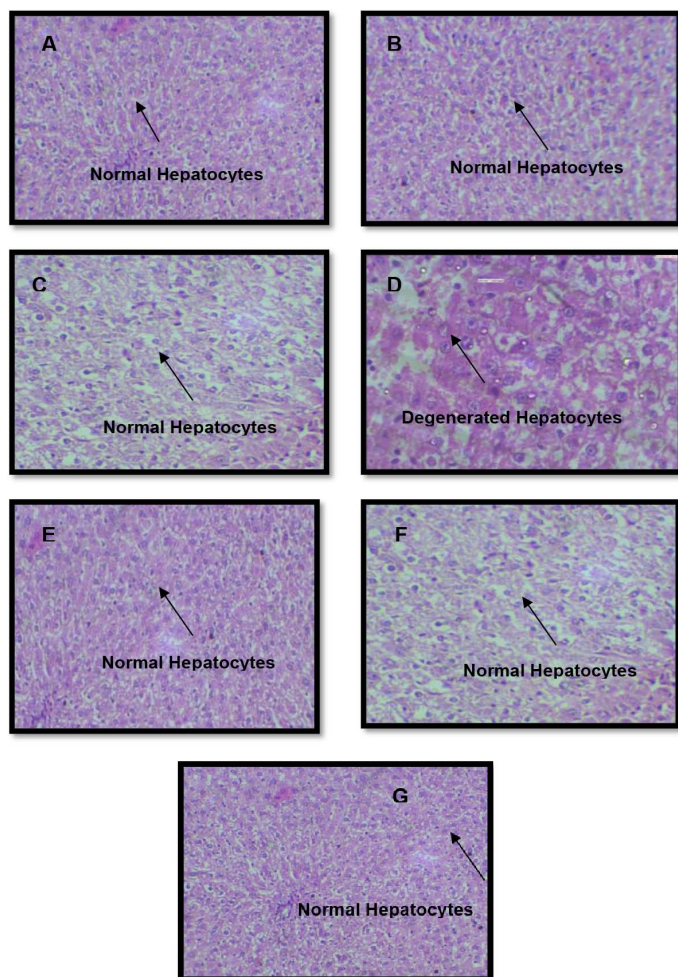 A
Normal Hepatocytes
B
Normal Hepatocytes
C
Normal Hepatocytes
D
Degenerated Hepatocytes
E
Normal Hepatocytes
F
Normal Hepatocytes
G
Normal Hepatocytes